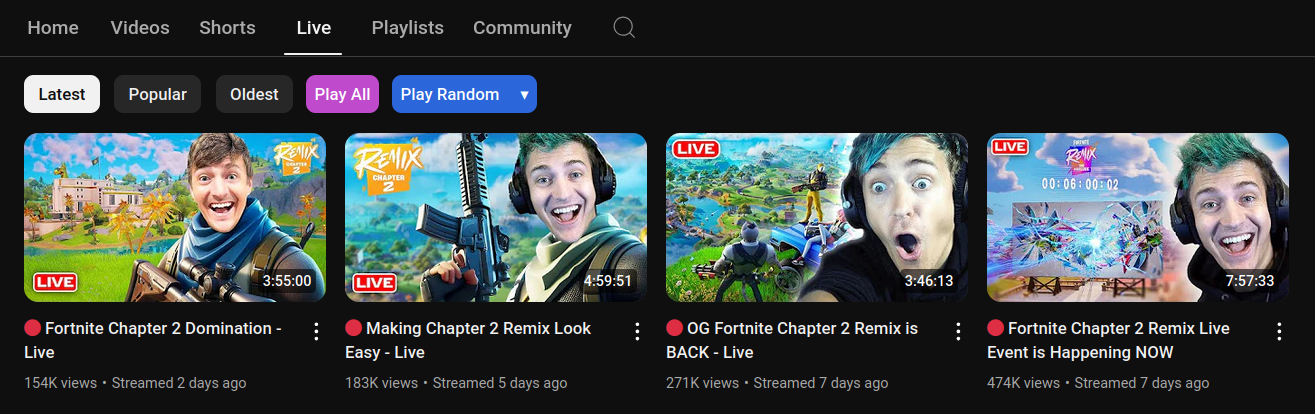 Home Videos Shorts Live Playlists Community
Latest Popular Oldest Play All Play Random ▾
REMIX CHAPTER 2
LIVE
3:55:00
REMIX CHAPTER 2
LIVE
4:59:51
LIVE
3:46:13
LIVE
FORTNITE
REMIX
00:06:00:02
7:57:33
🔴 Fortnite Chapter 2 Domination -
Live
154K views • Streamed 2 days ago
🔴 Making Chapter 2 Remix Look
Easy - Live
183K views • Streamed 5 days ago
🔴 OG Fortnite Chapter 2 Remix is
BACK - Live
271K views • Streamed 7 days ago
🔴 Fortnite Chapter 2 Remix Live
Event is Happening NOW
474K views • Streamed 7 days ago